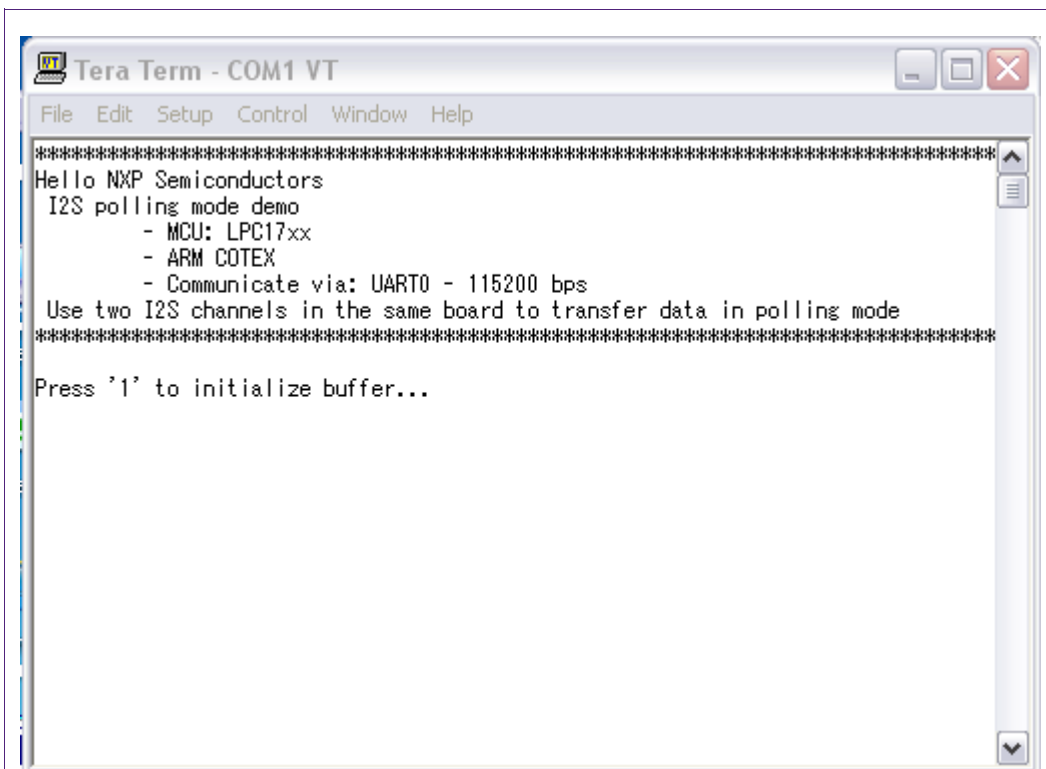 Tera Term - COM1 VT
File Edit Setup Control Window Help
********************************************************************************
Hello NXP Semiconductors
I2S polling mode demo
- MCU: LPC17xx
- ARM COTEX
- Communicate via: UART0 - 115200 bps
Use two I2S channels in the same board to transfer data in polling mode
********************************************************************************
Press '1' to initialize buffer...